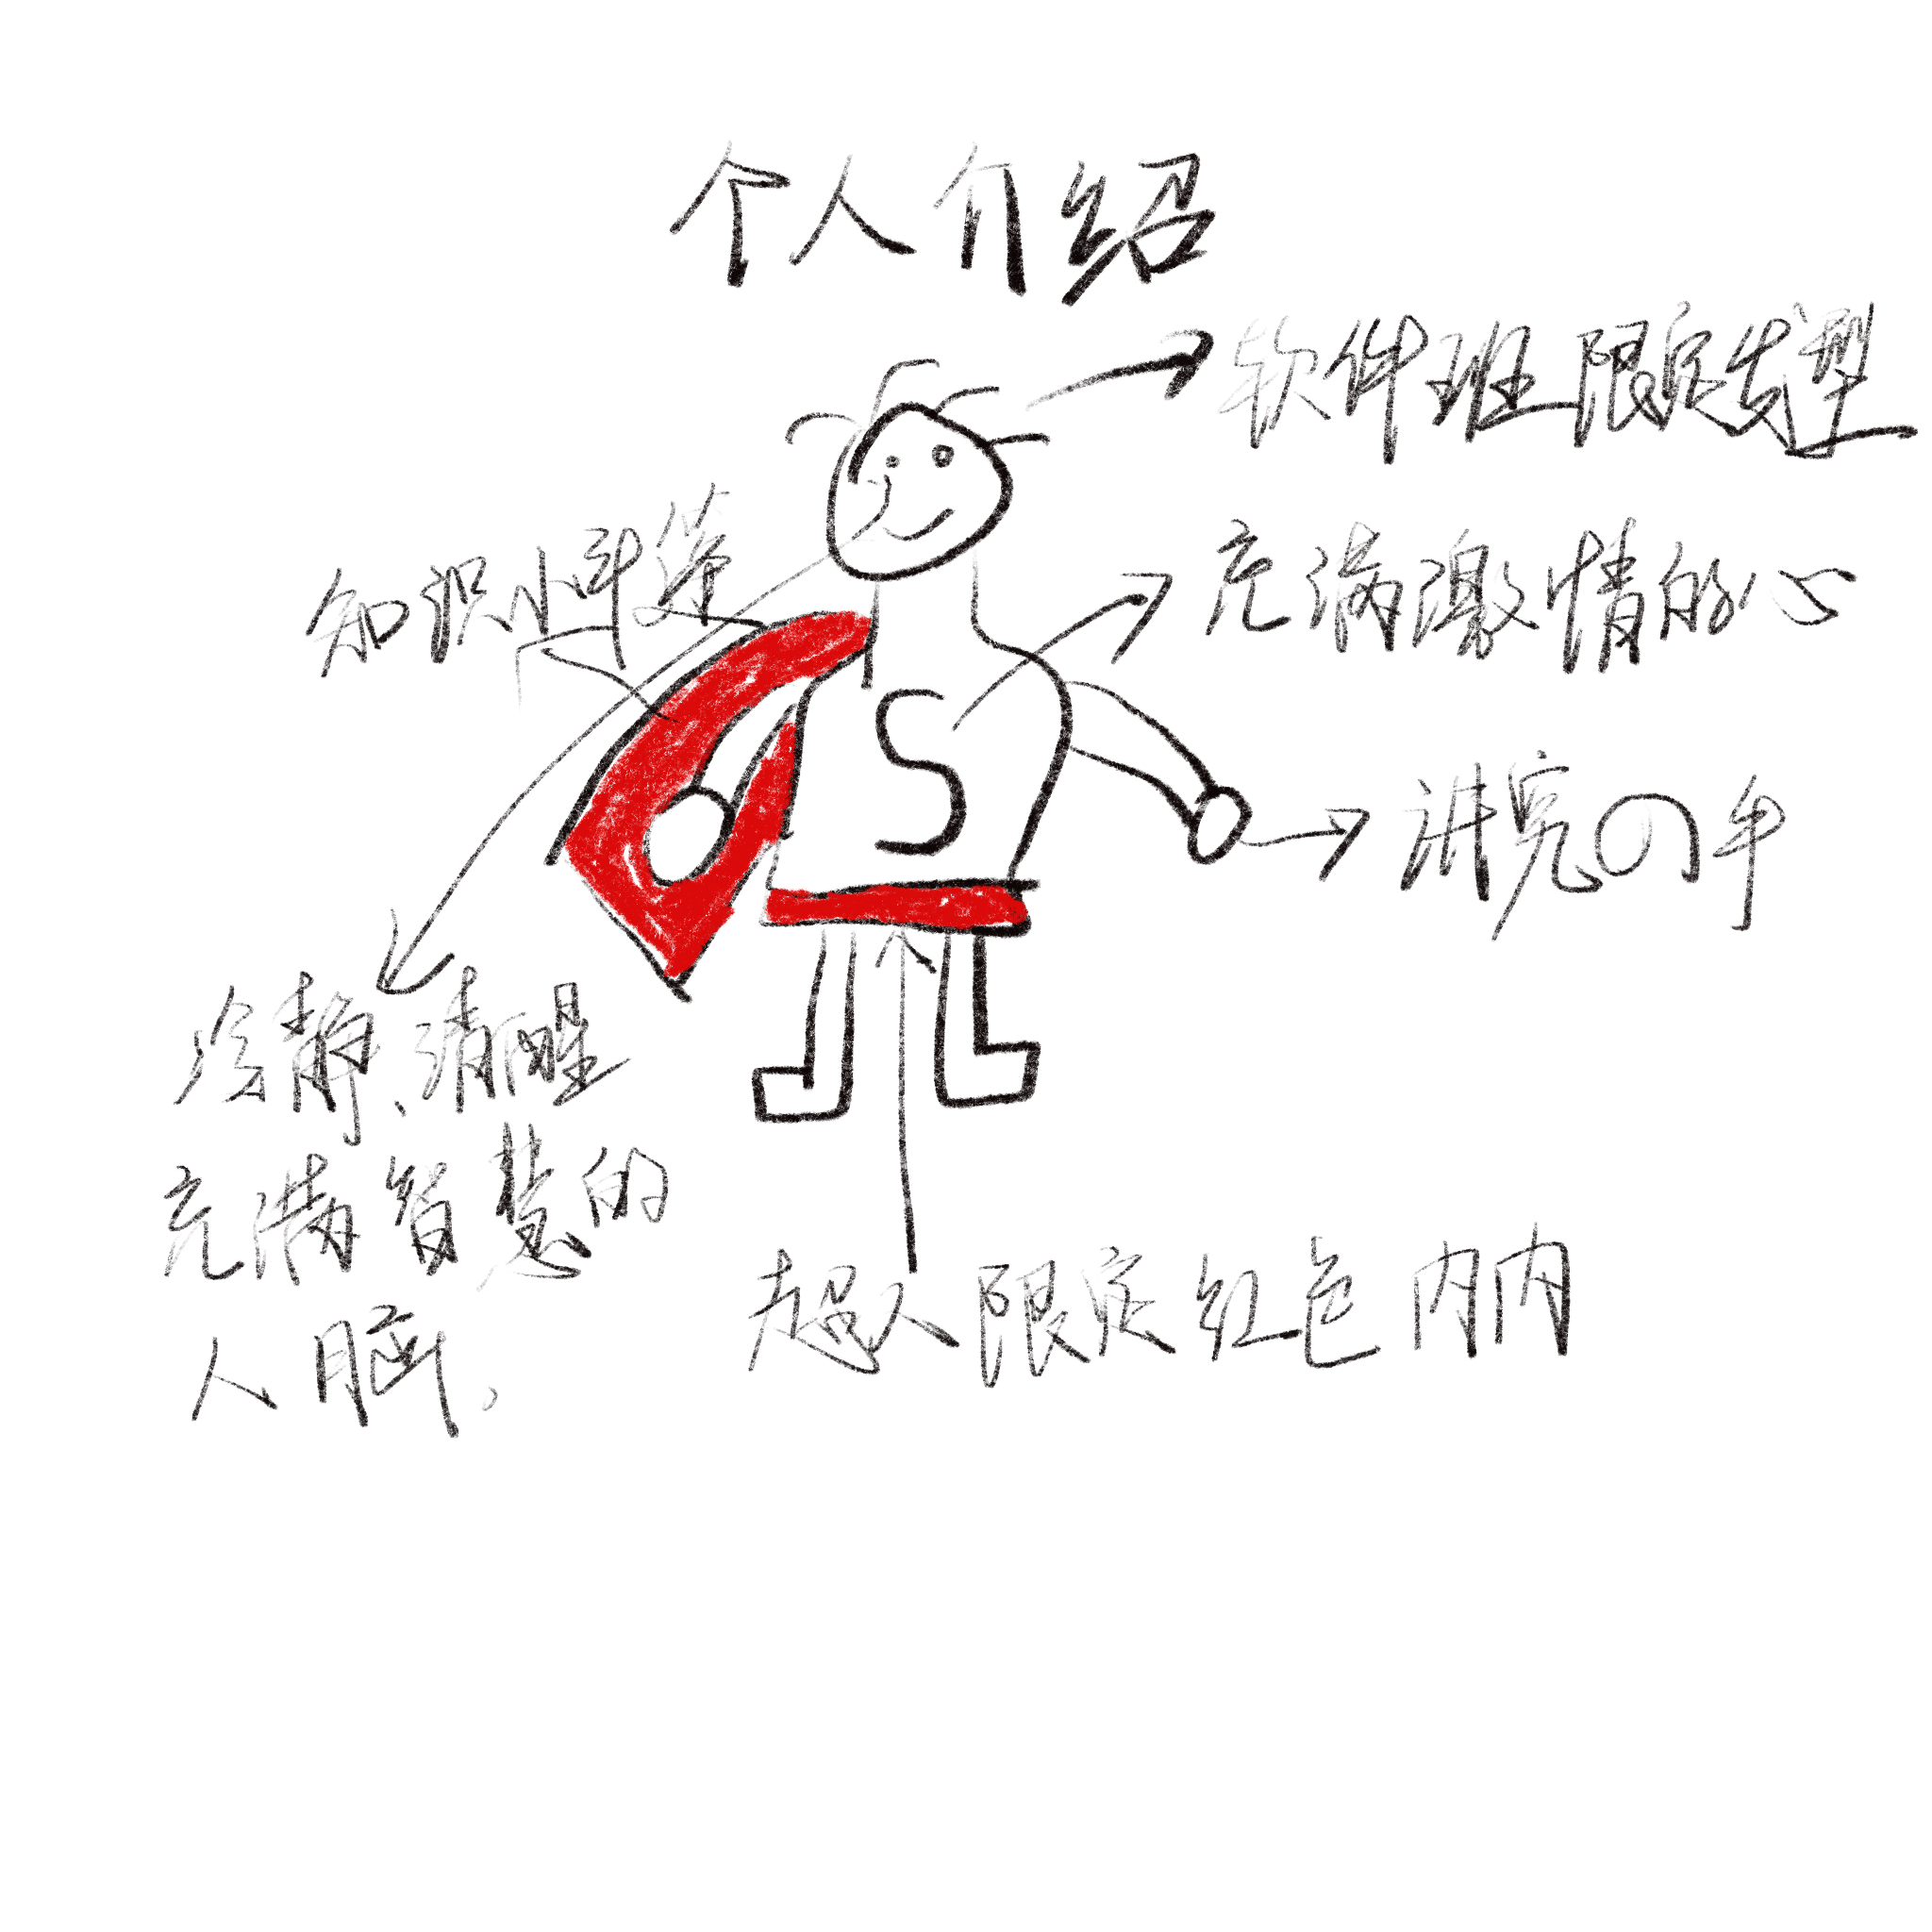 个人介绍
软件班限定发型
知识斗篷
充满激情的心
S
讲究の手
冷静、清醒
充满智慧的
人脑.
超人限定红色内内